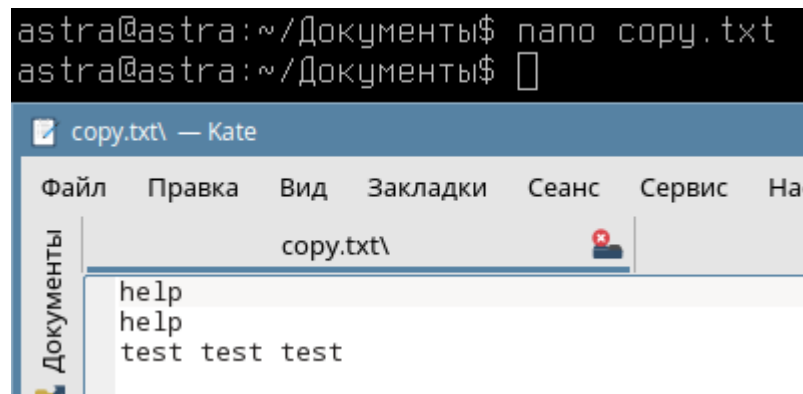 astra@astra:~/Документы$ nano copy.txt
astra@astra:~/Документы$
copy.txt\ — Kate
Файл Правка Вид Закладки Сеанс Сервис На
copy.txt\
Документы
help
help
test test test